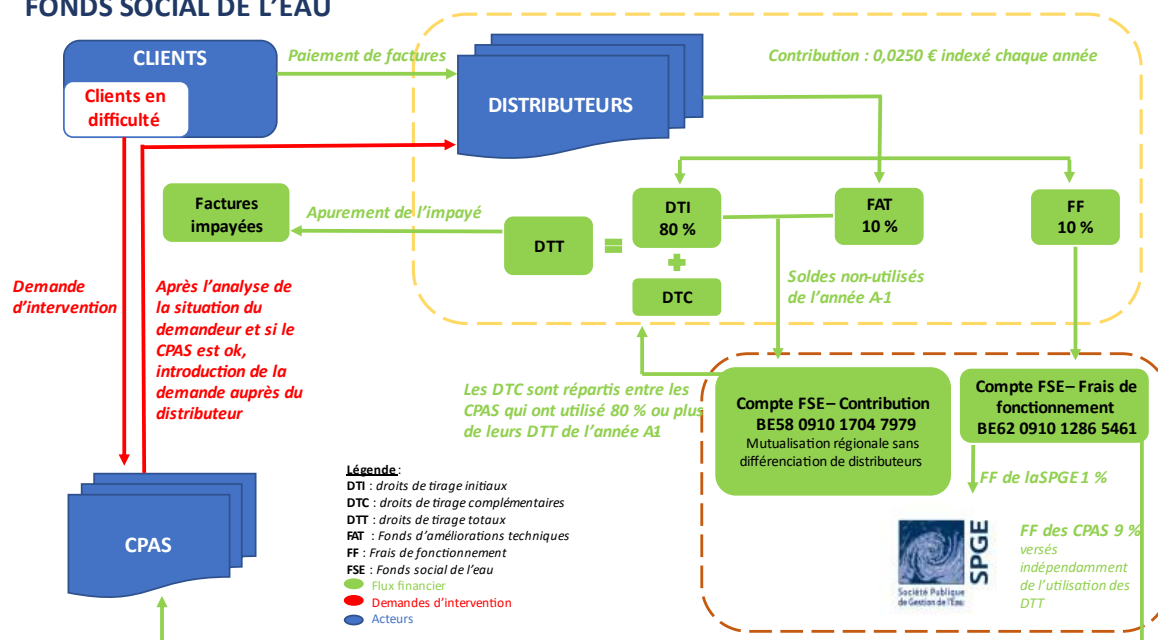 FONDS SOCIAL DE L'EAU
CLIENTS
Clients en
difficulté
Paiement de factures
DISTRIBUTEURS
Contribution : 0,0250 € indexé chaque année
Factures
impayées
Apurement de l'impayé
DTT
=
DTI
80 %
+
DTC
FAT
10 %
FF
10 %
Soldes non-utilisés
de l'année A-1
Demande
d'intervention
Après l'analyse de
la situation du
demandeur et si le
CPAS est ok,
introduction de la
demande auprès du
distributeur
Les DTC sont répartis entre les
CPAS qui ont utilisé 80 % ou plus
de leurs DTT de l'année A1
Compte FSE– Contribution
BE58 0910 1704 7979
Mutualisation régionale sans
différenciation de distributeurs
Compte FSE– Frais de
fonctionnement
BE62 0910 1286 5461
FF de laSPGE 1 %
FF des CPAS 9 %
versés
indépendamment
de l'utilisation des
DTT
SPGE
Société Publique
de Gestion de l'Eau
CPAS
Légende :
DTI : droits de tirage initiaux
DTC : droits de tirage complémentaires
DTT : droits de tirage totaux
FAT : Fonds d'améliorations techniques
FF : Frais de fonctionnement
FSE : Fonds social de l'eau
Flux financier
Demandes d'intervention
Acteurs